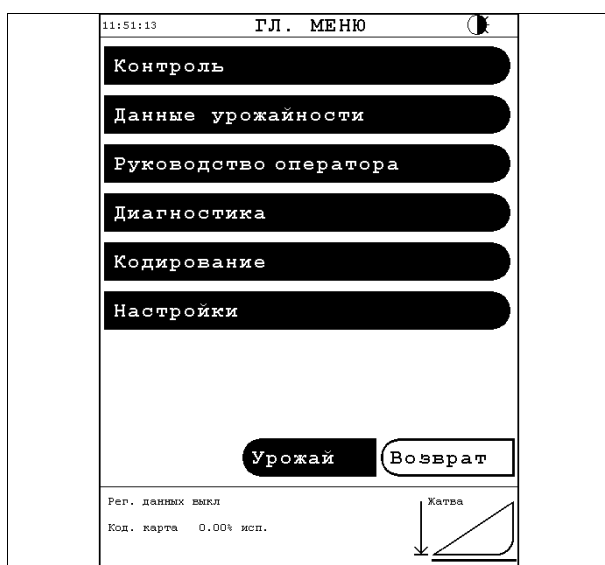 11:51:13 ГЛ. МЕНЮ
Контроль
Данные урожайности
Руководство оператора
Диагностика
Кодирование
Настройки
Урожай Возврат
Рег. данных выкл Жатва
Код. карта 0.00% исп.